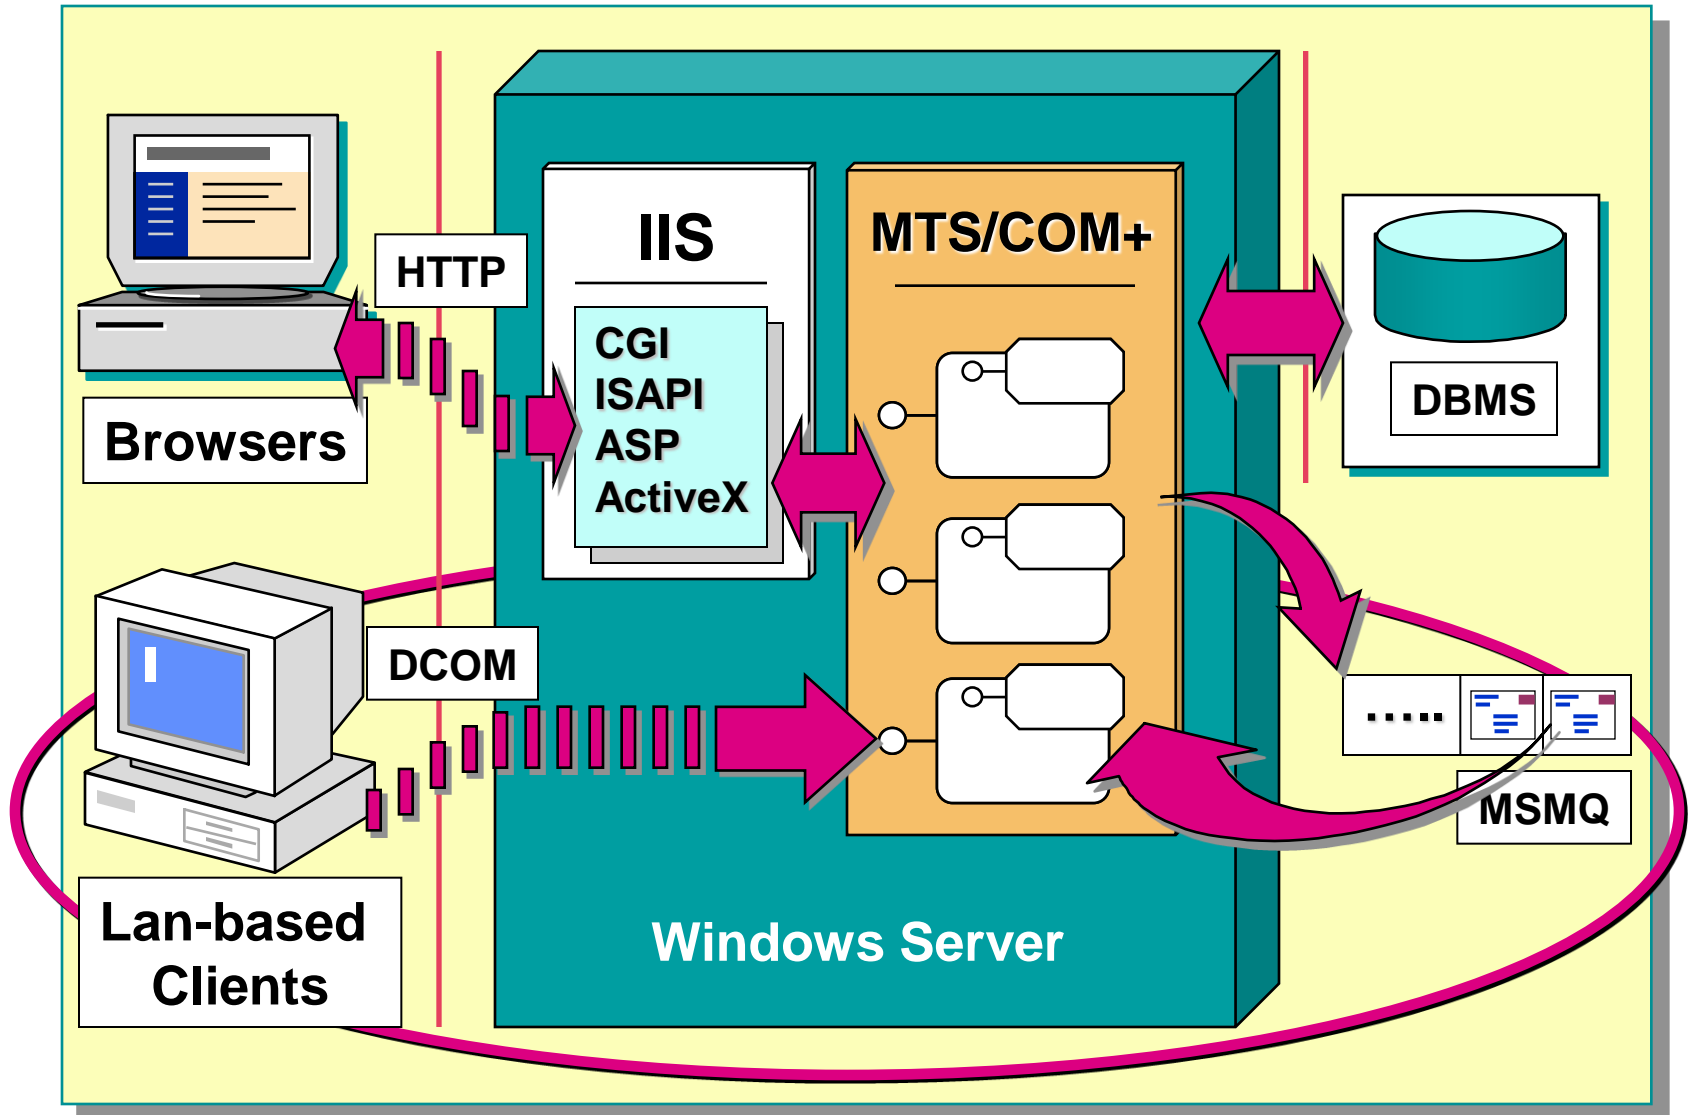 IIS
MTS/COM+
HTTP
CGI
ISAPI
ASP
ActiveX
DBMS
Browsers
DCOM
.....
MSMQ
Lan-based
Clients
Windows Server